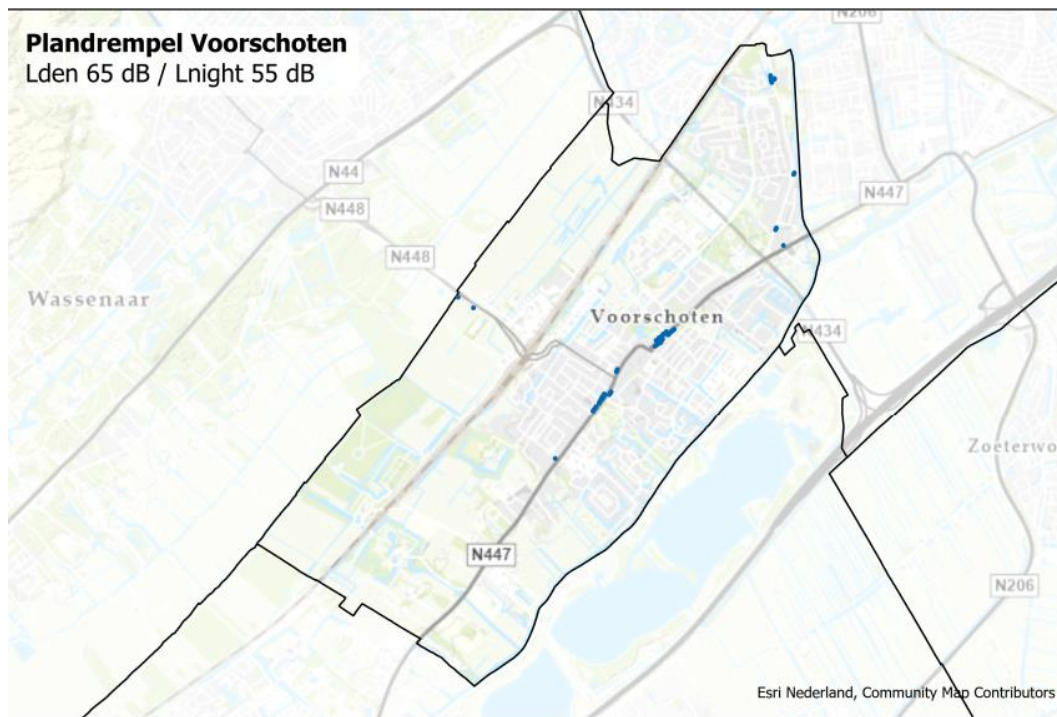 Plandrempel Voorschoten
Lden 65 dB / Lnight 55 dB
N206
N434
N44
N448
N447
N448
Wassenaar
Voorschoten
N434
Zoeterwo
N447
N206
Esri Nederland, Community Map Contributors